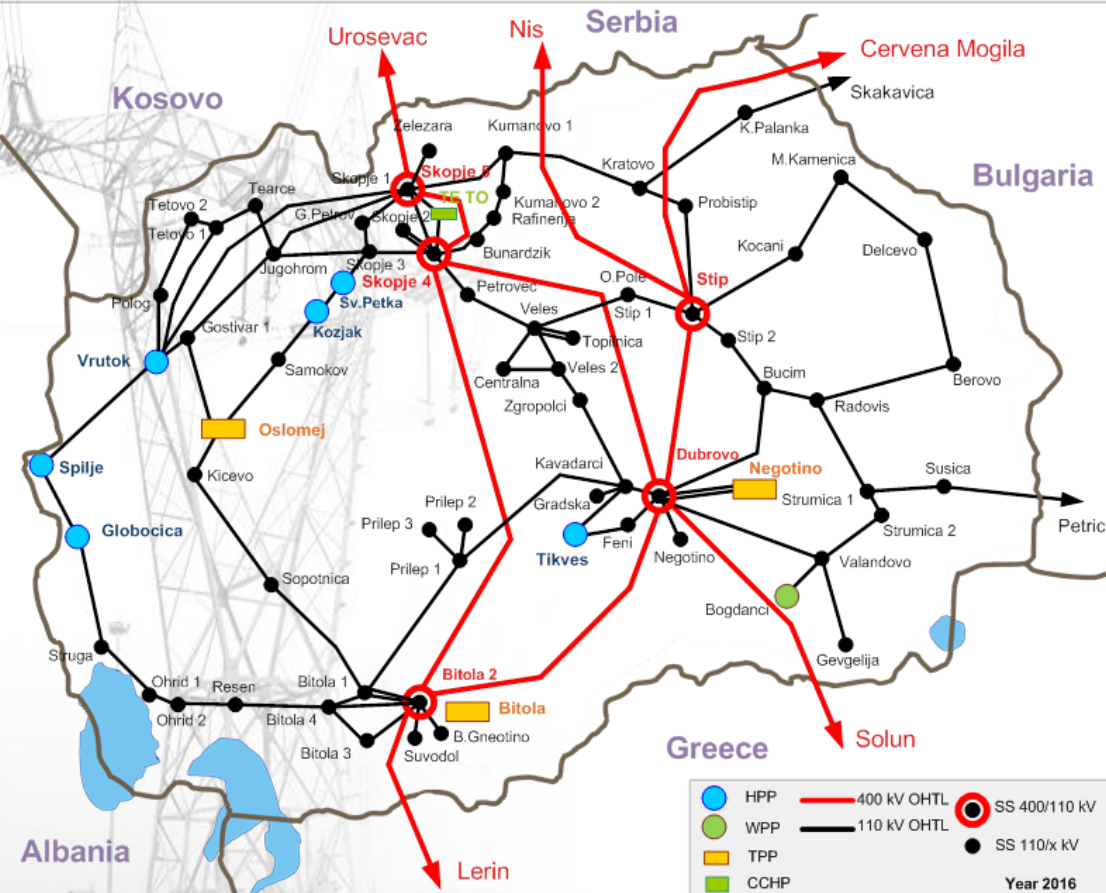 Serbia
Nis
Urosevac
Cervena Mogila
Kosovo
Skakavica
Zelezara
Kumanovo 1
K.Palanka
M.Kamenica
Kratovo
Skopje 1
Skopje 5
Bulgaria
Tearce
TE TO
Tetovo 2
G.Petrov
Skopje 2
Kumanovo 2
Probistip
Tetovo 1
Rafinerija
Kocani
Delcevo
Bunardzik
Jugohrom
Skopje 3
Skopje 4
O.Pole
Stip
Petrovec
Polog
Sv.Petka
Stip 1
Veles
Gostivar 1
Kozjak
Topilnica
Stip 2
Vrutok
Samokov
Veles 2
Bucim
Centralna
Berovo
Zgropolci
Radovis
Oslomej
Dubrovo
Spilje
Kavadarci
Negotino
Susica
Kicevo
Gradska
Strumica 1
Prilep 2
Petric
Prilep 3
Globocica
Feni
Strumica 2
Tikves
Negotino
Valandovo
Prilep 1
Sopotnica
Bogdanci
Struga
Gevgelija
Bitola 2
Ohrid 1
Resen
Bitola 1
Bitola
Ohrid 2
Bitola 4
B.Gneotino
Solun
Bitola 3
Suvodol
Greece
Albania
Lerin
HPP
400 kV OHTL
SS 400/110 kV
WPP
110 kV OHTL
SS 110/x kV
TPP
CCHP
Year 2016